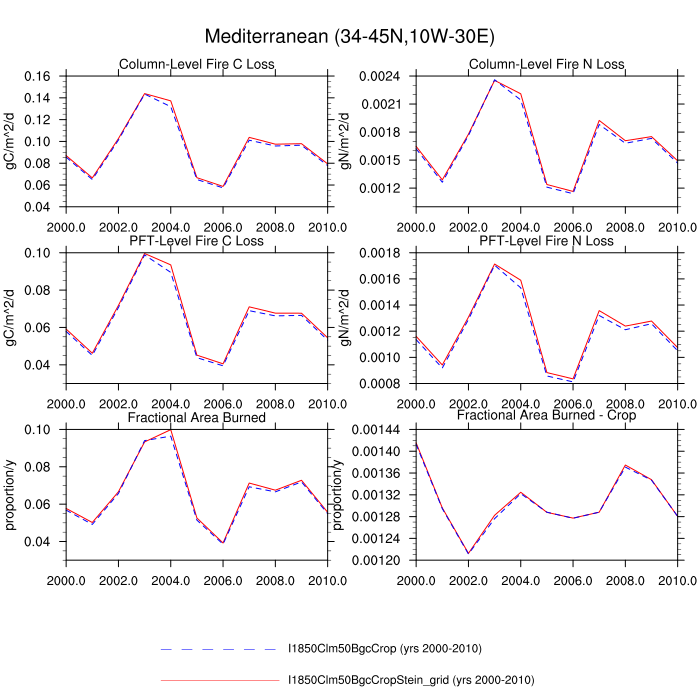 Mediterranean (34-45N,10W-30E)
Column-Level Fire C Loss
gC/m^2/d
0.16
0.14
0.12
0.10
0.08
0.06
0.04
2000.0 2002.0 2004.0 2006.0 2008.0 2010.0
Column-Level Fire N Loss
gN/m^2/d
0.0024
0.0021
0.0018
0.0015
0.0012
2000.0 2002.0 2004.0 2006.0 2008.0 2010.0
PFT-Level Fire C Loss
gC/m^2/d
0.10
0.08
0.06
0.04
2000.0 2002.0 2004.0 2006.0 2008.0 2010.0
PFT-Level Fire N Loss
gN/m^2/d
0.0018
0.0016
0.0014
0.0012
0.0010
0.0008
2000.0 2002.0 2004.0 2006.0 2008.0 2010.0
Fractional Area Burned
proportion/y
0.10
0.08
0.06
0.04
2000.0 2002.0 2004.0 2006.0 2008.0 2010.0
Fractional Area Burned - Crop
proportion/y
0.00144
0.00136
0.00132
0.00128
0.00124
0.00120
2000.0 2002.0 2004.0 2006.0 2008.0 2010.0
I1850Clm50BgcCrop (yrs 2000-2010)
I1850Clm50BgcCropStein_grid (yrs 2000-2010)